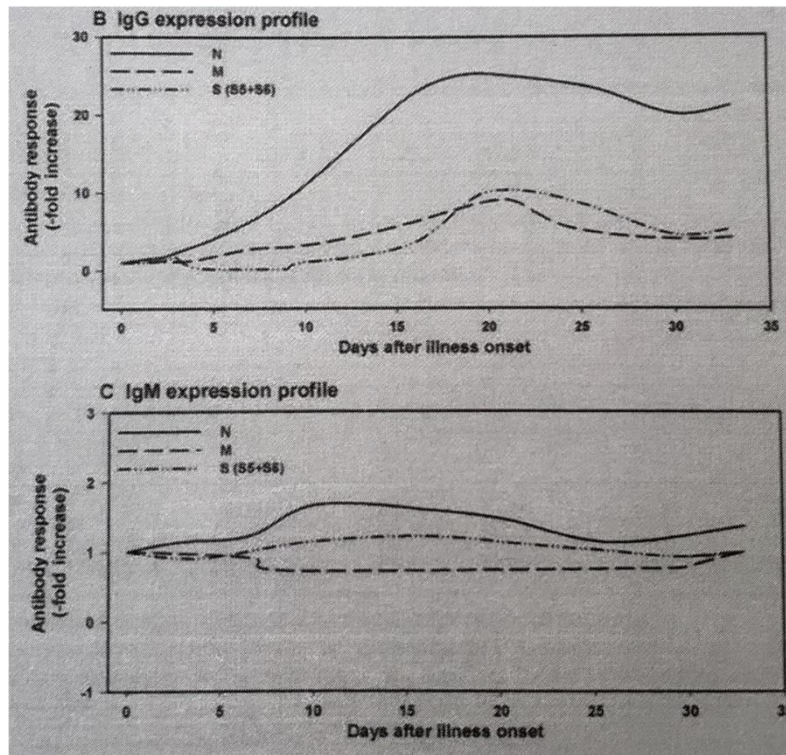 B IgG expression profile
30
20
10
0
N
M
S (S5+S6)
Antibody response
(-fold increase)
0 5 10 15 20 25 30 35
Days after illness onset
C IgM expression profile
3
2
1
0
-1
N
M
S (S5+S6)
Antibody response
(-fold increase)
0 5 10 15 20 25 30 35
Days after illness onset